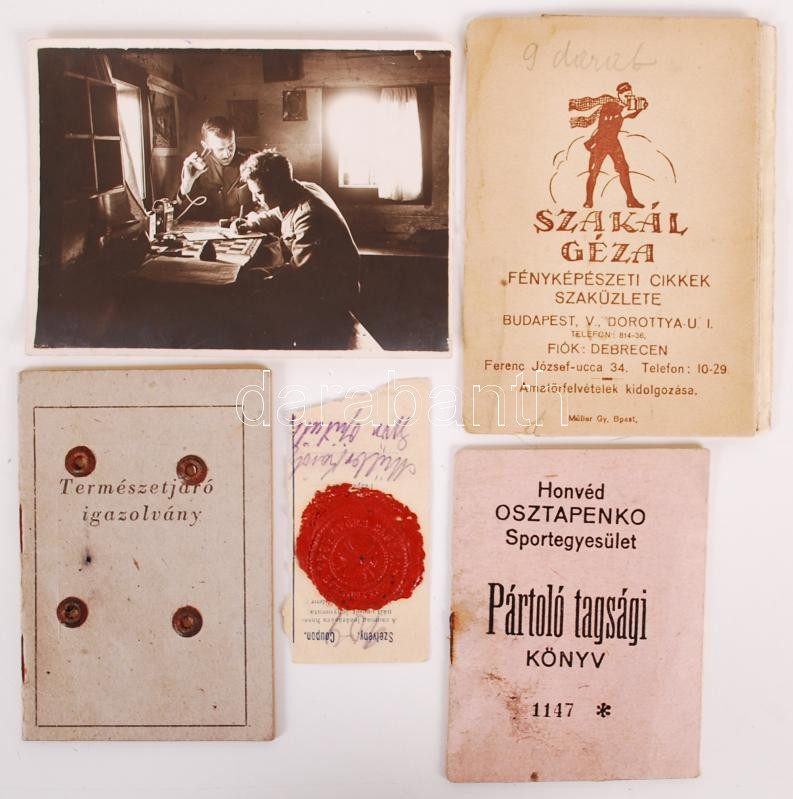 9 darab
SZAKÁL
GÉZA
FÉNYKÉPÉSZETI CIKKEK
SZAKÜZLETE
BUDAPEST, V., DOROTTYA-U. I.
TELEFON: 814-36.
FIÓK: DEBRECEN
Ferenc József-ucca 34. Telefon: 10-29
Amatőrfelvételek kidolgozása.
Müller Gy, Bpest,
Természetjáró
igazolvány
darabanth
Szelvény. Coupon.
Honvéd
OSZTAPENKO
Sportegyesület
Pártoló tagsági
KÖNYV
1147 *